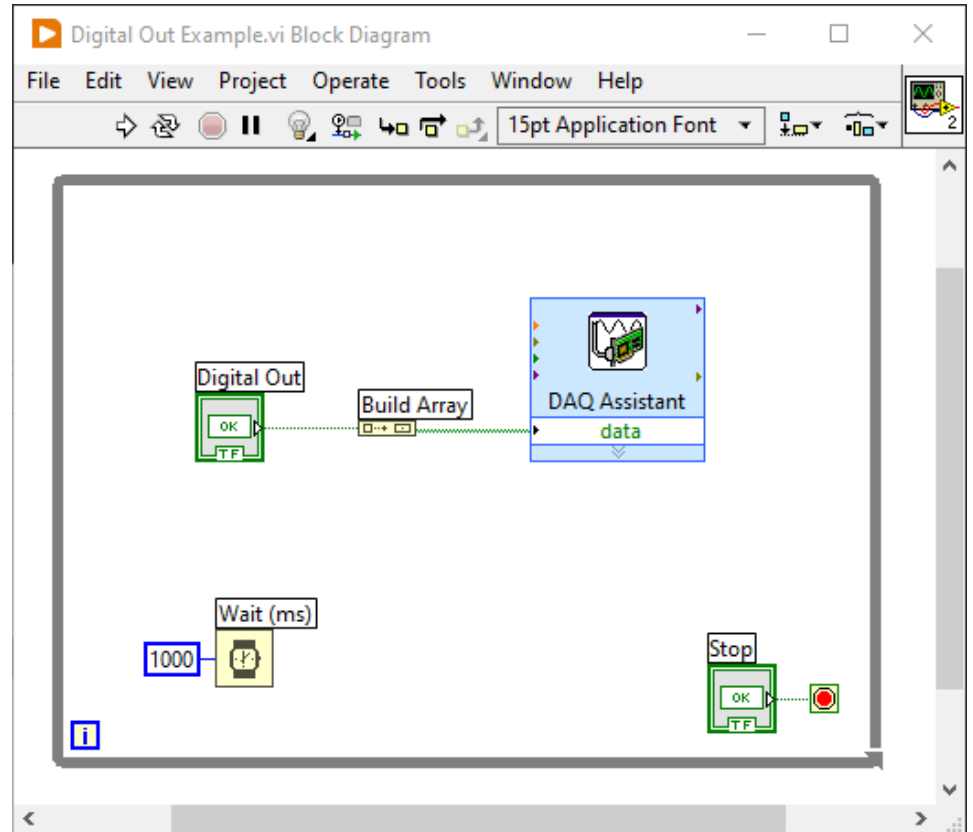 Digital Out Example.vi Block Diagram
File Edit View Project Operate Tools Window Help
15pt Application Font
2
Digital Out
OK
TF
Build Array
DAQ Assistant
data
Wait (ms)
1000
Stop
OK
TF
i